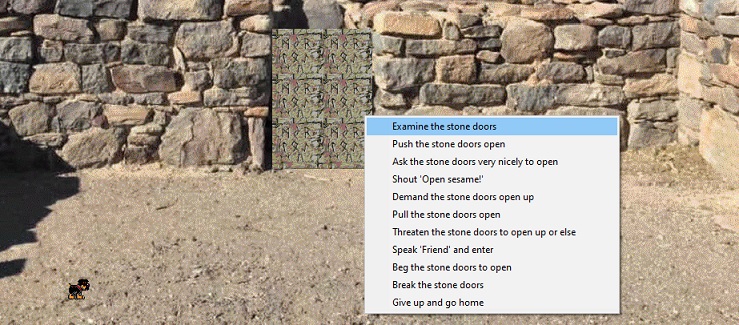 Examine the stone doors
Push the stone doors open
Ask the stone doors very nicely to open
Shout 'Open sesame!'
Demand the stone doors open up
Pull the stone doors open
Threaten the stone doors to open up or else
Speak 'Friend' and enter
Beg the stone doors to open
Break the stone doors
Give up and go home